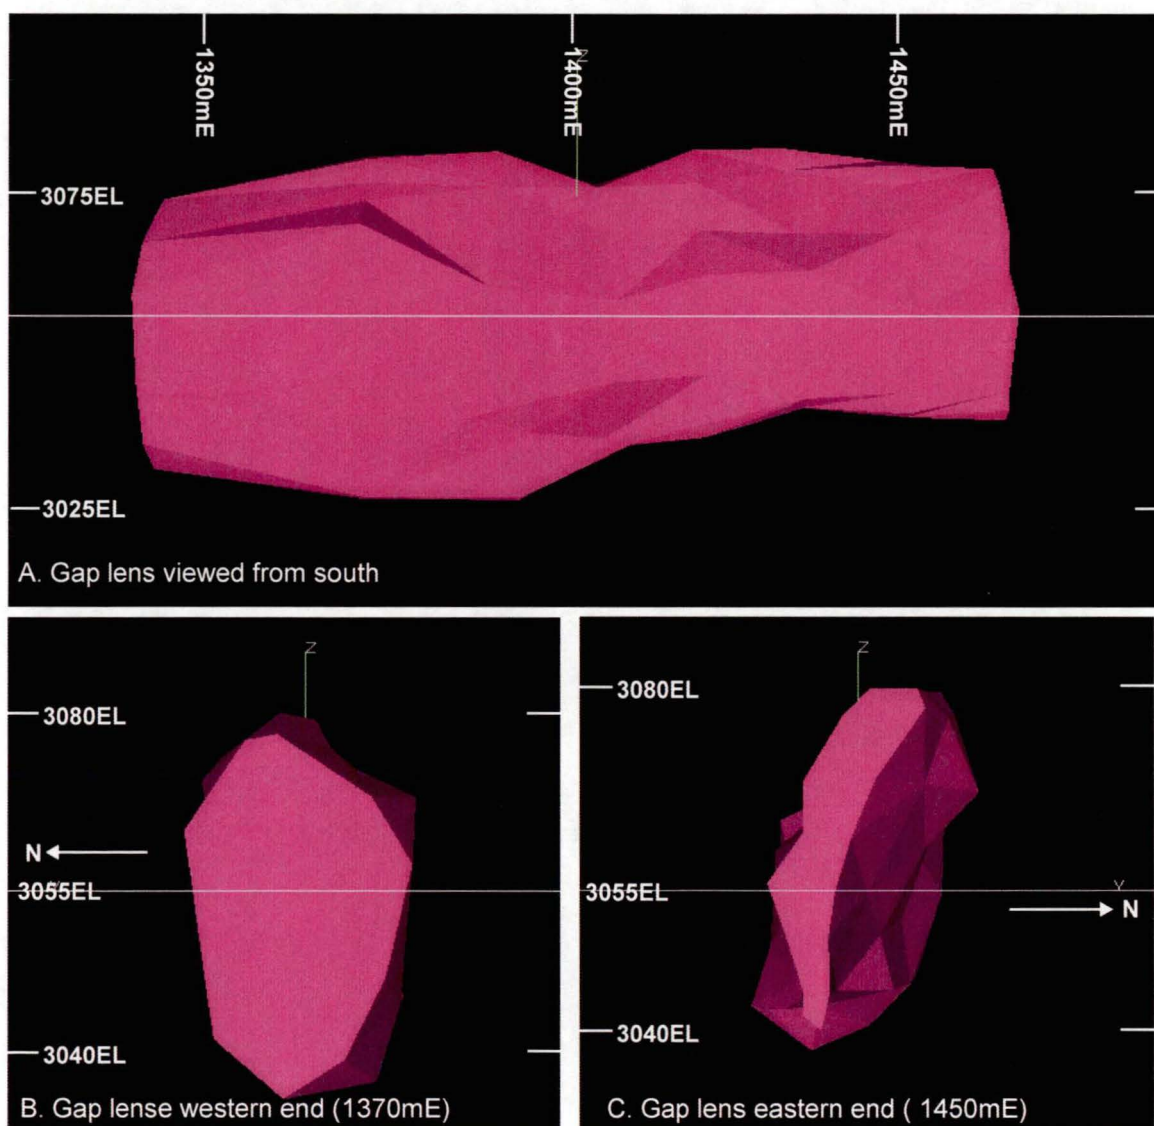 1350mE
1400mE
1450mE
Z
3075EL
3025EL
A. Gap lens viewed from south
Z
3080EL
N
3055EL
3040EL
B. Gap lense western end (1370mE)
Z
3080EL
3055EL
Y
N
3040EL
C. Gap lens eastern end ( 1450mE)